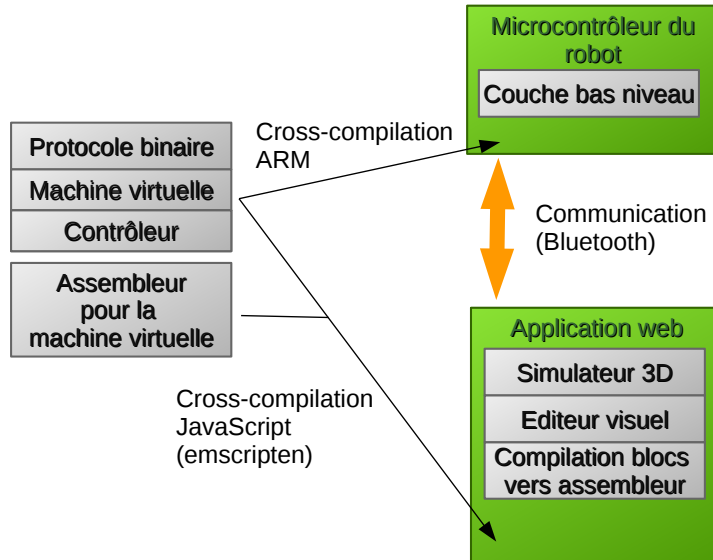 Microcontrôleur du
robot
Couche bas niveau
Cross-compilation
ARM
Protocole binaire
Machine virtuelle
Contrôleur
Assembleur
pour la
machine virtuelle
Communication
(Bluetooth)
Application web
Simulateur 3D
Editeur visuel
Compilation blocs
vers assembleur
Cross-compilation
JavaScript
(emscripten)